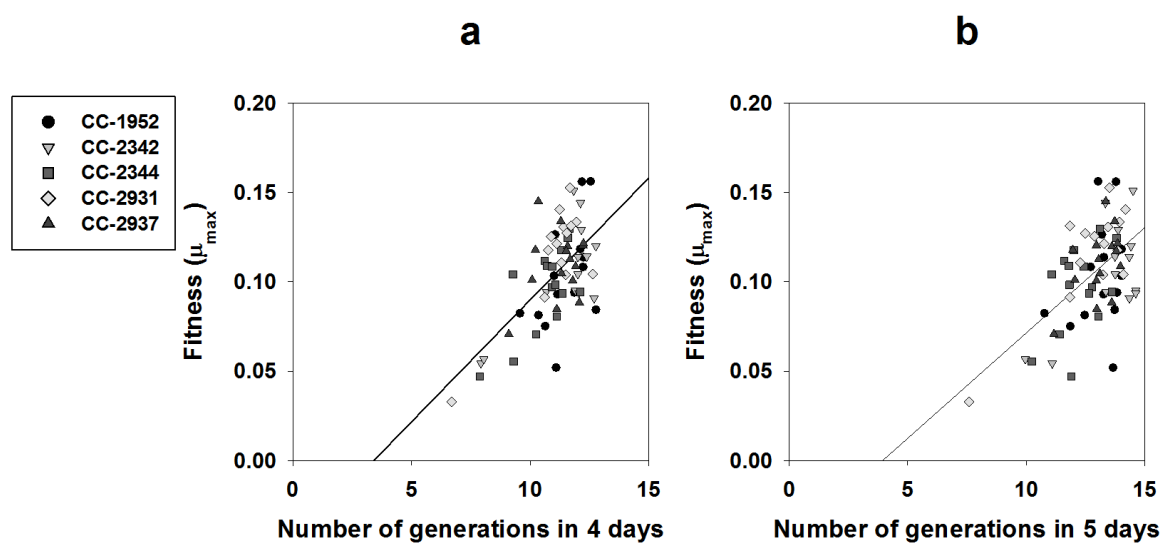 a
b
CC-1952
CC-2342
CC-2344
CC-2931
CC-2937
Fitness (μmax)
0.20
0.15
0.10
0.05
0.00
0
5
10
15
Number of generations in 4 days
Fitness (μmax)
0.20
0.15
0.10
0.05
0.00
0
5
10
15
Number of generations in 5 days